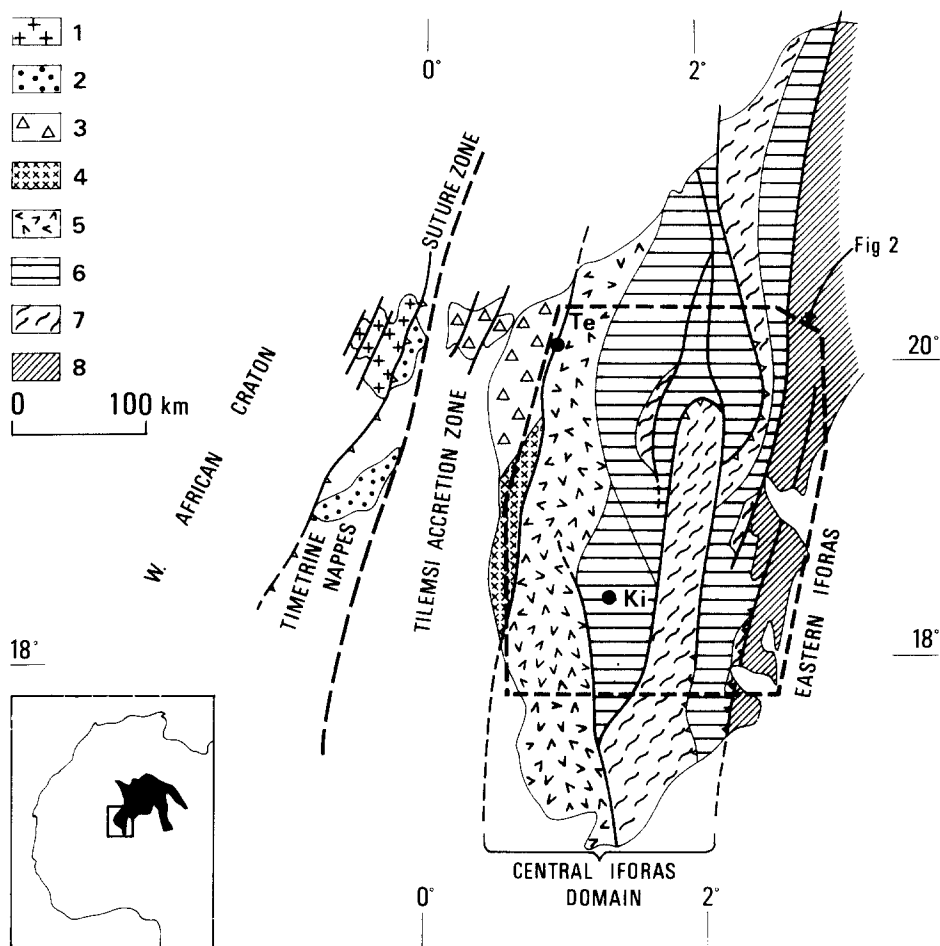 1
2
3
4
5
6
7
8
0 100 km
0° 2°
SUTURE ZONE
Fig 2
Te
20°
W. AFRICAN CRATON
TILEMSI ACCRETION ZONE
TIMETRINE
NAPPES
Ki
EASTERN IFORAS
18° 18°
CENTRAL IFORAS
DOMAIN
0° 2°